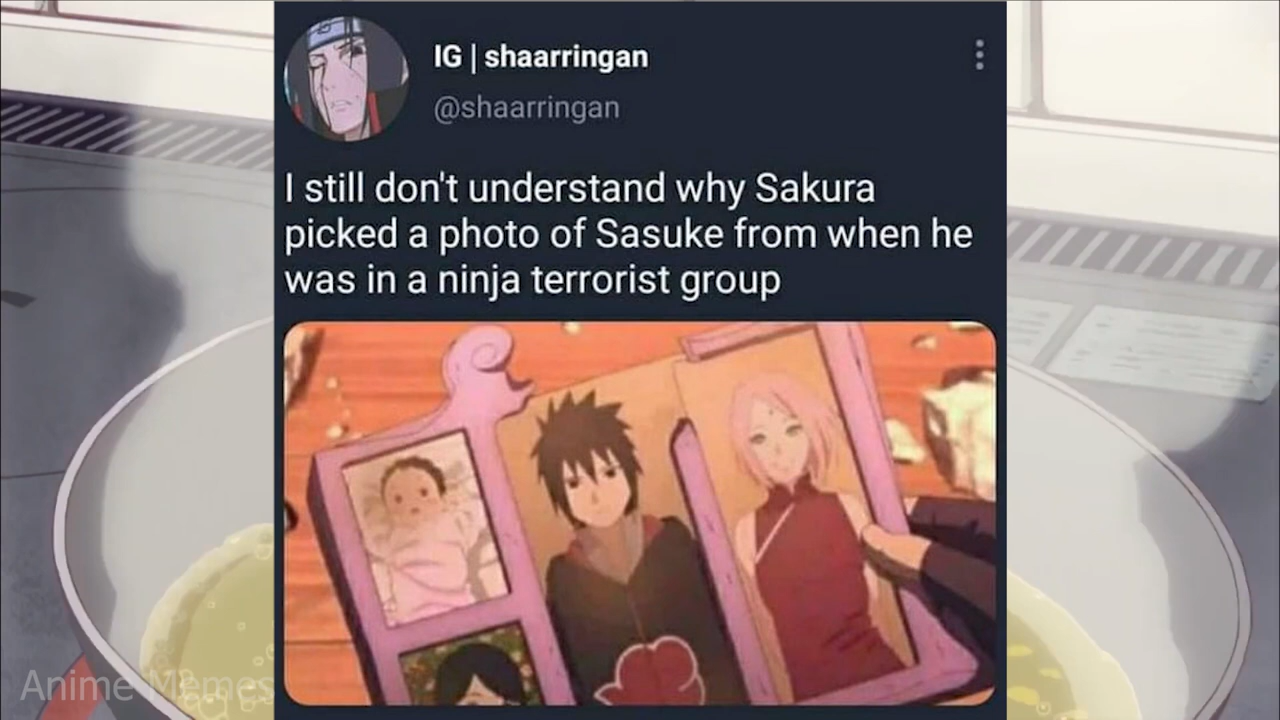 IG | shaarringan
@shaarringan
I still don't understand why Sakura
picked a photo of Sasuke from when he
was in a ninja terrorist group
Anime Memes